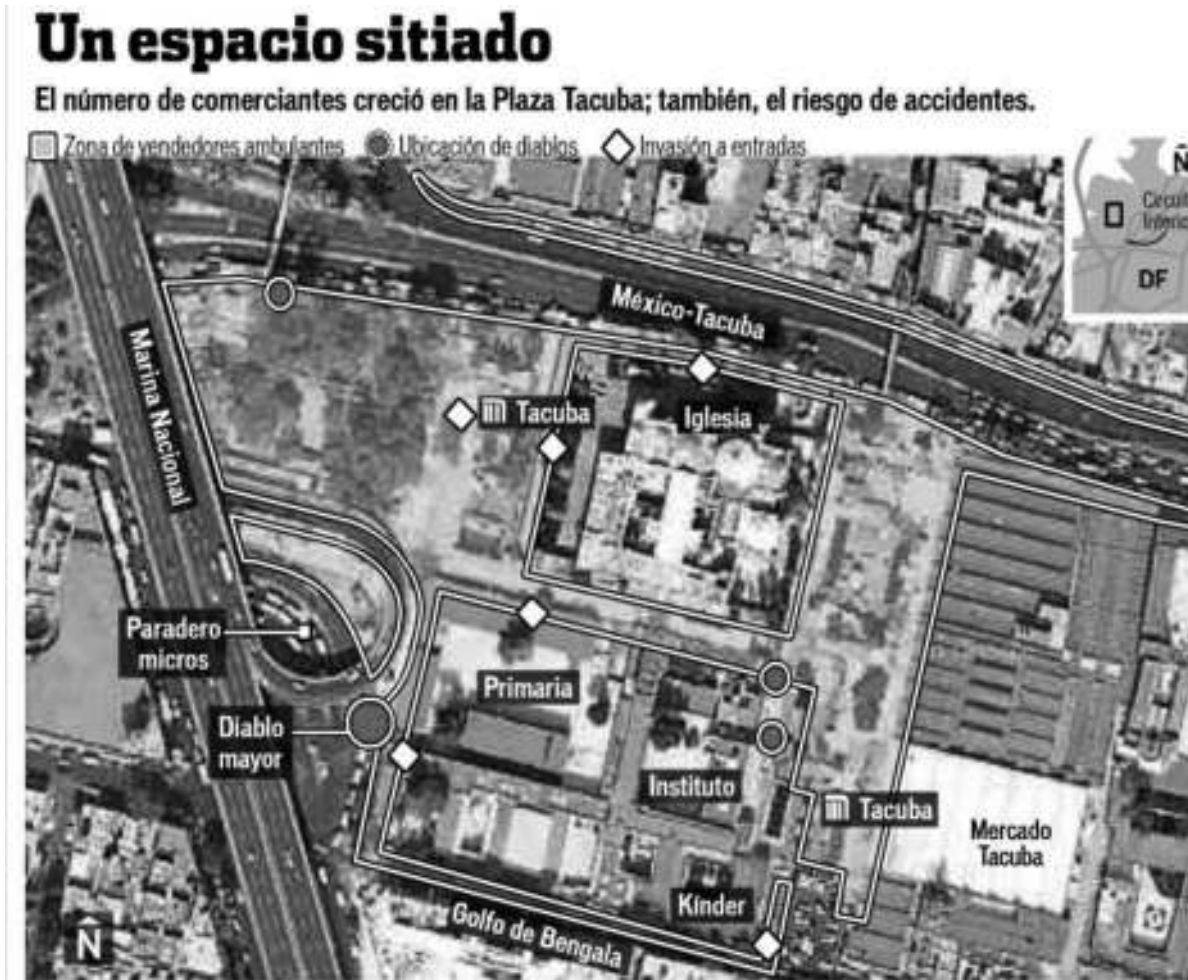 Un espacio sitiado
El número de comerciantes creció en la Plaza Tacuba; también, el riesgo de accidentes.
Zona de vendedores ambulantes
Ubicación de diablos
Invasión a entradas
N
DF
México-Tacuba
Marina Nacional
Tacuba
Iglesia
Paradero
micros
Primaria
Diablo
mayor
Instituto
Tacuba
Mercado
Tacuba
Kínder
Golfo de Bengala
N